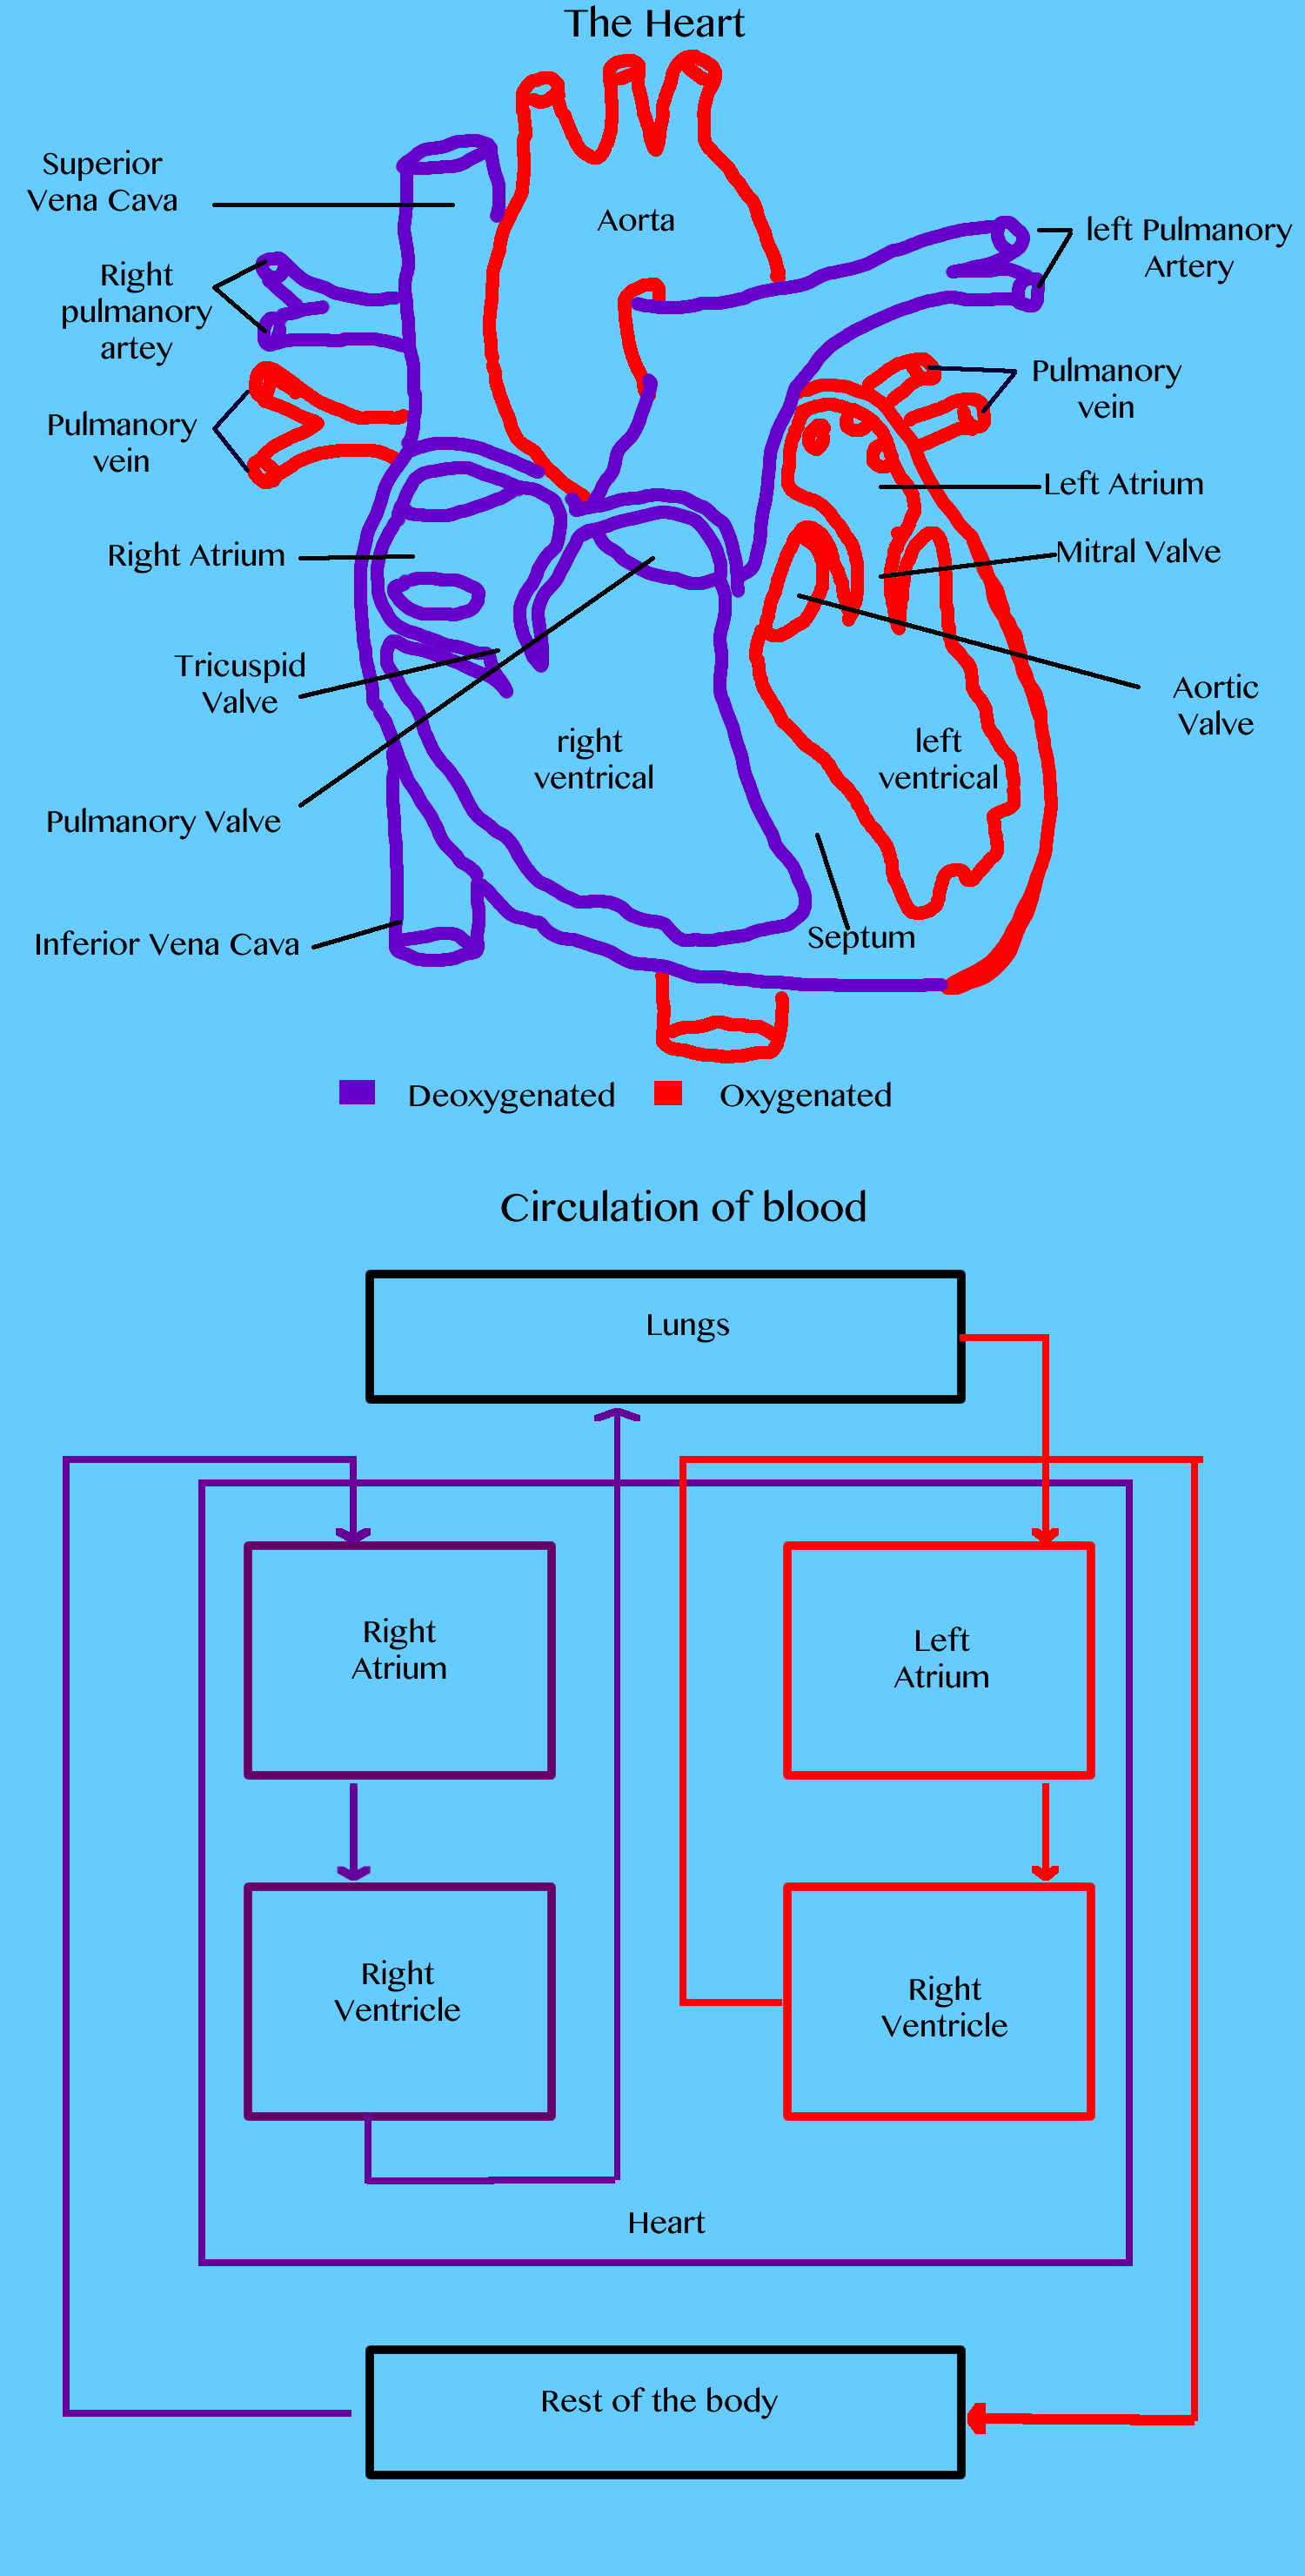 The Heart
Superior
Vena Cava
Aorta
left Pulmanory
Artery
Right
pulmanory
artey
Pulmanory
vein
Pulmanory
vein
Left Atrium
Right Atrium
Mitral Valve
Tricuspid
Valve
Aortic
Valve
right
ventrical
left
ventrical
Pulmanory Valve
Inferior Vena Cava
Septum
Deoxygenated
Oxygenated
Circulation of blood
Lungs
Right
Atrium
Left
Atrium
Right
Ventricle
Right
Ventricle
Heart
Rest of the body